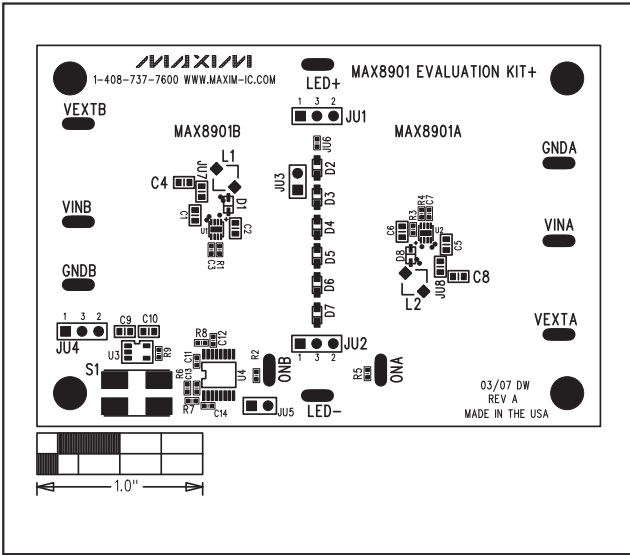 MAXIM
1-408-737-7600 WWW.MAXIM-IC.COM
LED+
MAX8901 EVALUATION KIT+
VEXTB
1 3 2
JU1
MAX8901B
MAX8901A
JU6
L1
JU7
C4
JU3
D2
GNDA
D1
D3
R4
C7
R3
VINB
C1
U1
C2
D4
C6
U2
C5
VINA
C3
R1
D5
D8
JU8
C8
GNDB
D6
L2
D7
VEXTA
1 3 2
JU4
C9
C10
R8
C12
JU2
1 3 2
U3
R9
C11
S1
U4
R2
ONB
R5
ONA
R6
C13
R7
C14
JU5
LED-
03/07 DW
REV A
MADE IN THE USA
1.0"